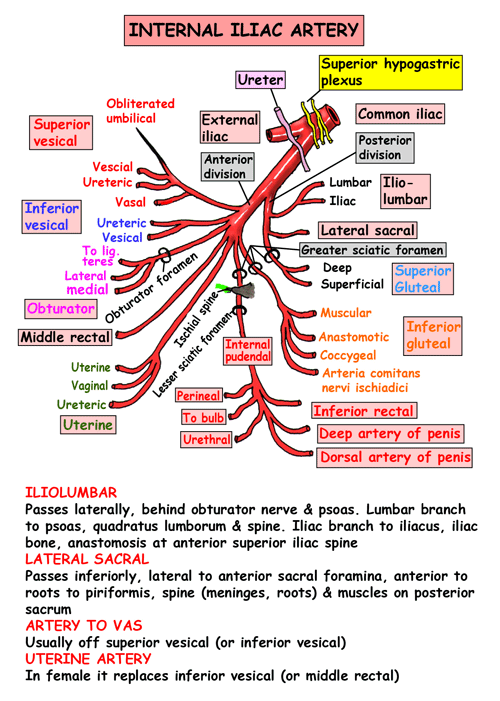 INTERNAL ILIAC ARTERY
Superior hypogastric
plexus
Ureter
Obliterated
umbilical
External
iliac
Common iliac
Superior
vesical
Posterior
division
Anterior
division
Vescial
Ureteric
Vasal
Lumbar
Iliac
Ilio-
lumbar
Inferior
vesical
Ureteric
Vesical
Lateral sacral
Greater sciatic foramen
To lig.
teres
Lateral
medial
Obturator foramen
Deep
Superficial
Superior
Gluteal
Obturator
Ischial spine
Lesser sciatic foramen
Muscular
Anastomotic
Coccygeal
Arteria comitans
nervi ischiadici
Inferior
gluteal
Middle rectal
Internal
pudendal
Uterine
Vaginal
Ureteric
Uterine
Perineal
To bulb
Urethral
Inferior rectal
Deep artery of penis
Dorsal artery of penis
ILIOLUMBAR
Passes laterally, behind obturator nerve & psoas. Lumbar branch
to psoas, quadratus lumborum & spine. Iliac branch to iliacus, iliac
bone, anastomosis at anterior superior iliac spine
LATERAL SACRAL
Passes inferiorly, lateral to anterior sacral foramina, anterior to
roots to piriformis, spine (meninges, roots) & muscles on posterior
sacrum
ARTERY TO VAS
Usually off superior vesical (or inferior vesical)
UTERINE ARTERY
In female it replaces inferior vesical (or middle rectal)